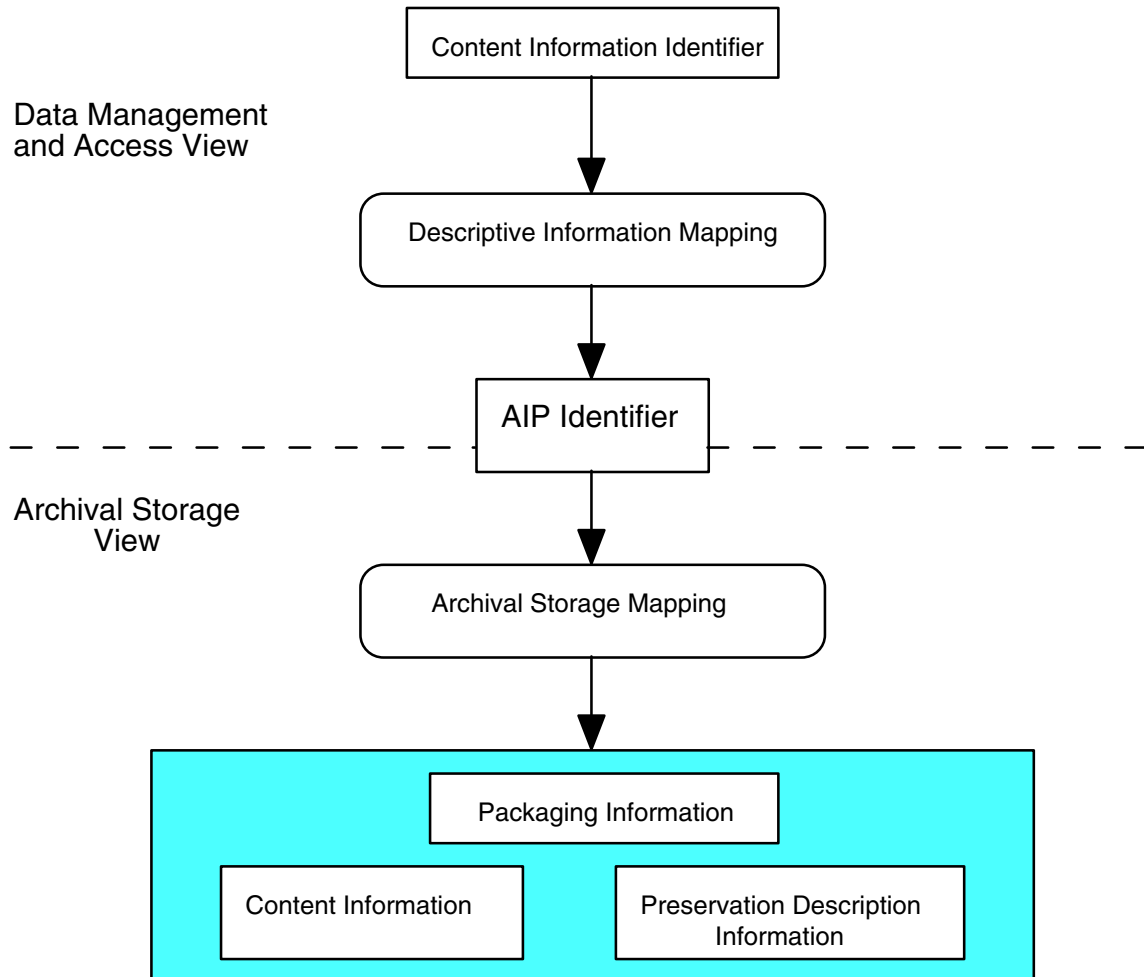 Content Information Identifier
Data Management
and Access View
Descriptive Information Mapping
AIP Identifier
Archival Storage
View
Archival Storage Mapping
Packaging Information
Content Information
Preservation Description
Information